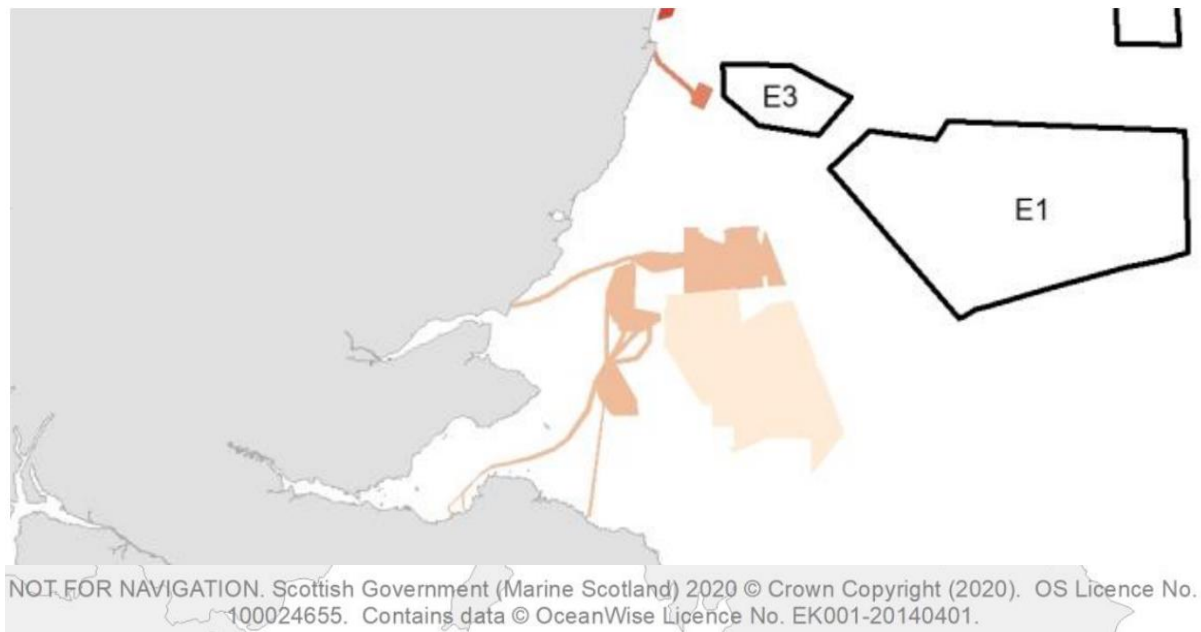 E3
E1
NOT FOR NAVIGATION. Scottish Government (Marine Scotland) 2020 © Crown Copyright (2020). OS Licence No.
100024655. Contains data © OceanWise Licence No. EK001-20140401.